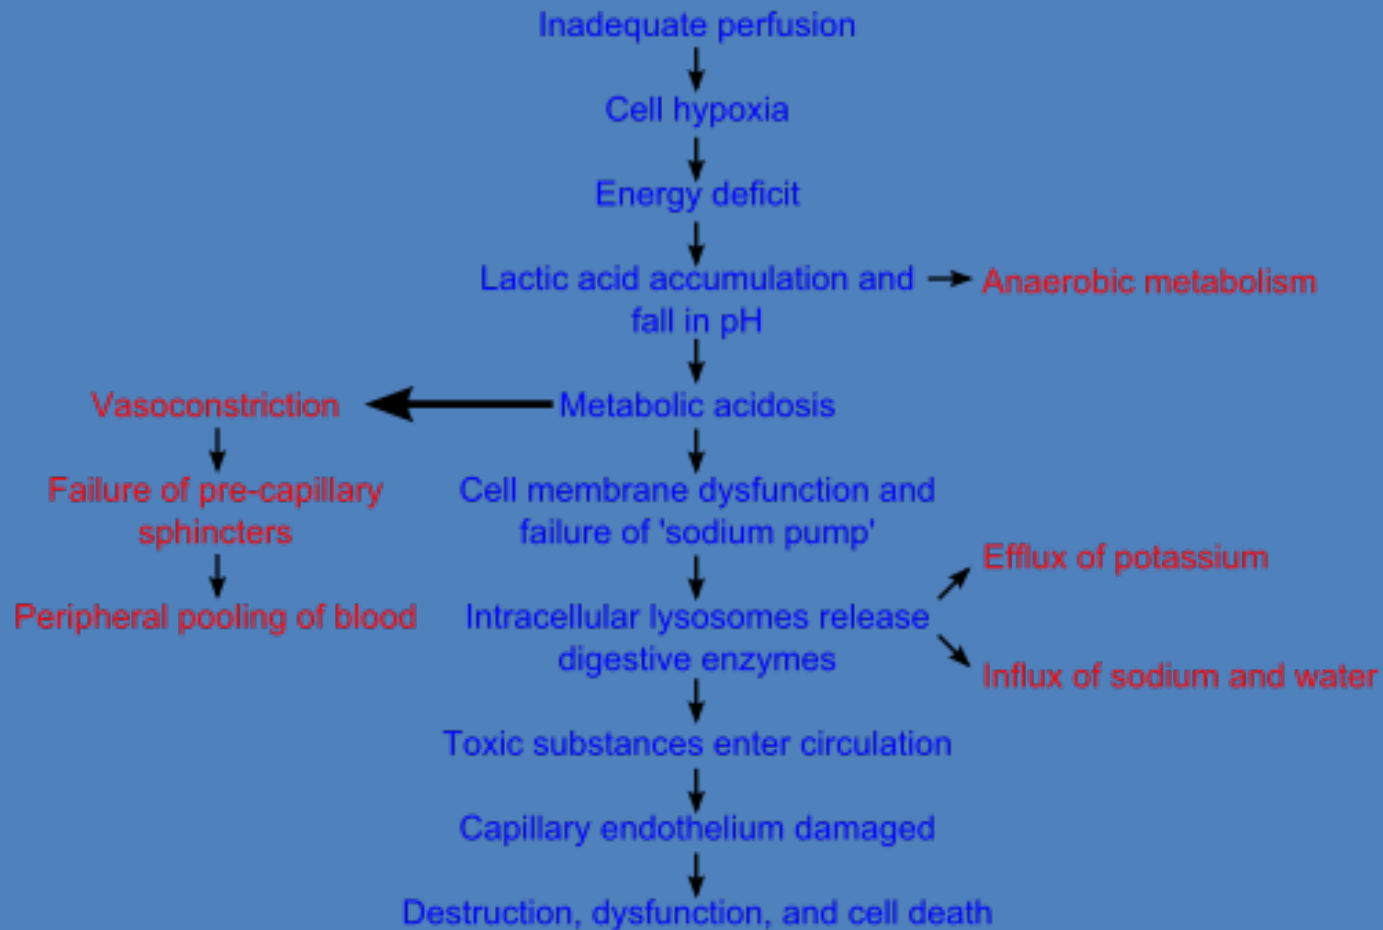 Inadequate perfusion
Cell hypoxia
Energy deficit
Lactic acid accumulation and
fall in pH
Anaerobic metabolism
Vasoconstriction
Metabolic acidosis
Failure of pre-capillary
sphincters
Cell membrane dysfunction and
failure of 'sodium pump'
Efflux of potassium
Peripheral pooling of blood
Intracellular lysosomes release
digestive enzymes
Influx of sodium and water
Toxic substances enter circulation
Capillary endothelium damaged
Destruction, dysfunction, and cell death